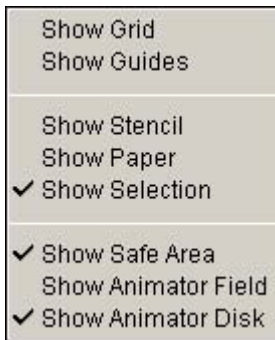 Show Grid
Show Guides
Show Stencil
Show Paper
Show Selection
Show Safe Area
Show Animator Field
Show Animator Disk